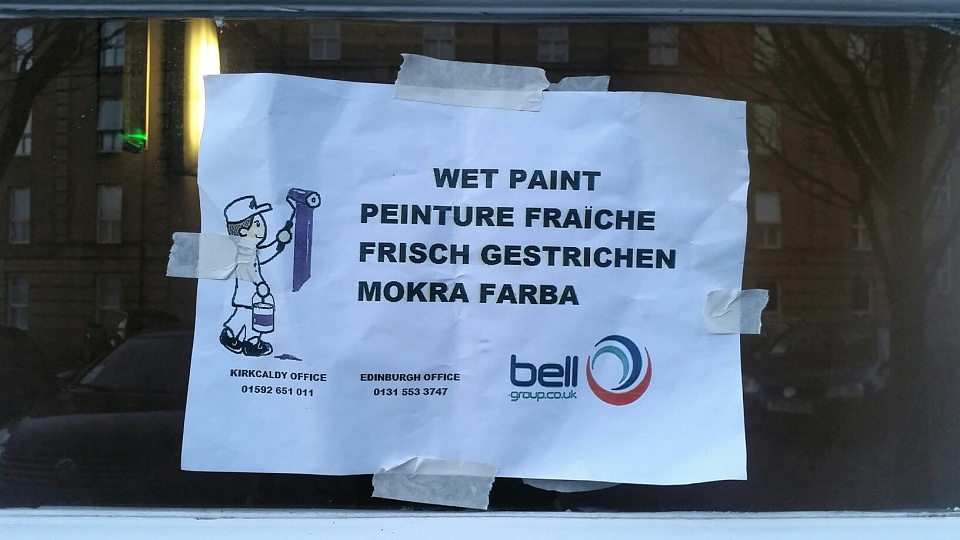 WET PAINT
PEINTURE FRAÏCHE
FRISCH GESTRICHEN
MOKRA FARBA
KIRKCALDY OFFICE
01592 651 011
EDINBURGH OFFICE
0131 553 3747
bell
group.co.uk